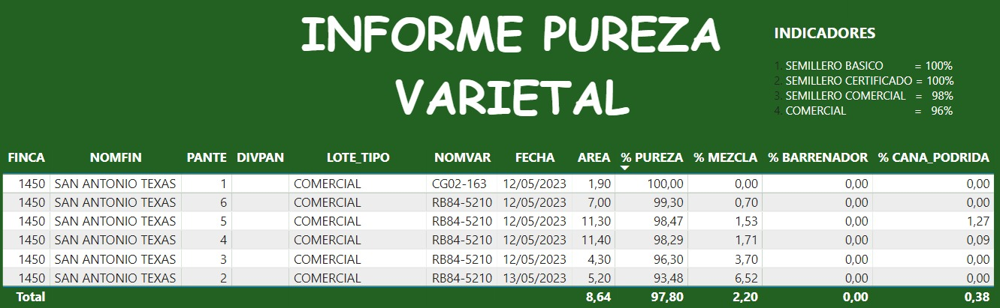 INFORME PUREZA
VARIETAL
INDICADORES
1. SEMILLERO BASICO = 100%
2. SEMILLERO CERTIFICADO = 100%
3. SEMILLERO COMERCIAL = 98%
4. COMERCIAL = 96%
FINCA NOMFIN PANTE DIVPAN LOTE_TIPO NOMVAR FECHA AREA % PUREZA % MEZCLA % BARRENADOR % CANA_PODRIDA
1450 SAN ANTONIO TEXAS 1 COMERCIAL CG02-163 12/05/2023 1,90 100,00 0,00 0,00 0,00
1450 SAN ANTONIO TEXAS 6 COMERCIAL RB84-5210 12/05/2023 7,00 99,30 0,70 0,00 0,00
1450 SAN ANTONIO TEXAS 5 COMERCIAL RB84-5210 12/05/2023 11,30 98,47 1,53 0,00 1,27
1450 SAN ANTONIO TEXAS 4 COMERCIAL RB84-5210 12/05/2023 11,40 98,29 1,71 0,00 0,09
1450 SAN ANTONIO TEXAS 3 COMERCIAL RB84-5210 12/05/2023 4,30 96,30 3,70 0,00 0,00
1450 SAN ANTONIO TEXAS 2 COMERCIAL RB84-5210 13/05/2023 5,20 93,48 6,52 0,00 0,00
Total 8,64 97,80 2,20 0,00 0,38